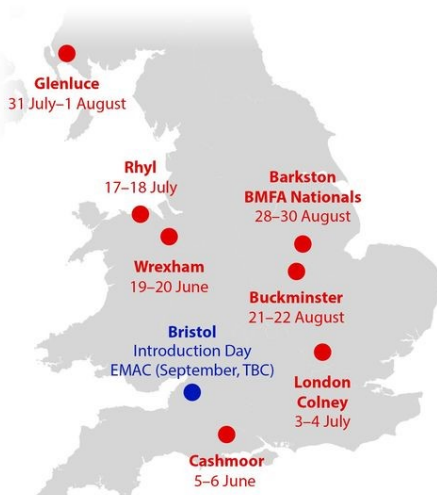 Glenluce
31 July–1 August
Rhyl
17–18 July
Barkston
BMFA Nationals
28–30 August
Wrexham
19–20 June
Buckminster
21–22 August
Bristol
Introduction Day
EMAC (September, TBC)
London
Colney
3–4 July
Cashmoor
5–6 June